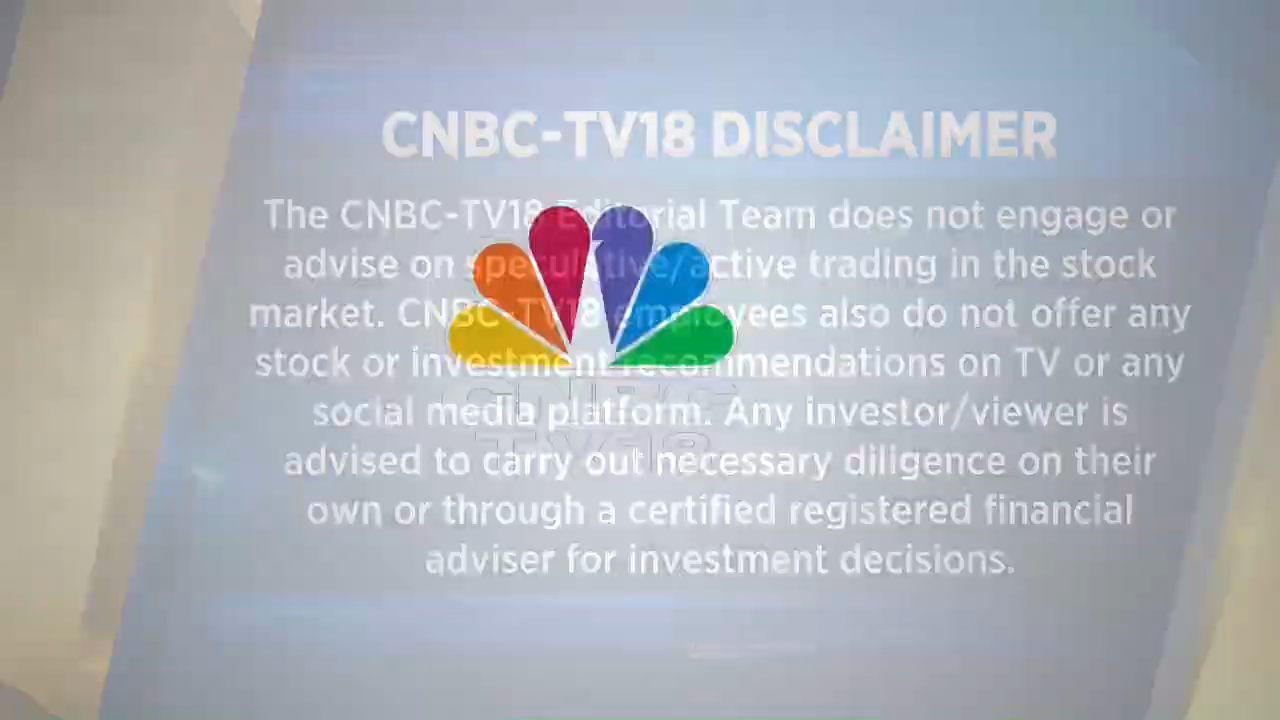 CNBC-TV18 DISCLAIMER
The CNBC-TV18 Editorial Team does not engage or
advise on speculative/active trading in the stock
market. CNBC-TV18 employees also do not offer any
stock or investment recommendations on TV or any
social media platform. Any investor/viewer is
advised to carry out necessary diligence on their
own or through a certified registered financial
adviser for investment decisions.
CNBC
TV18